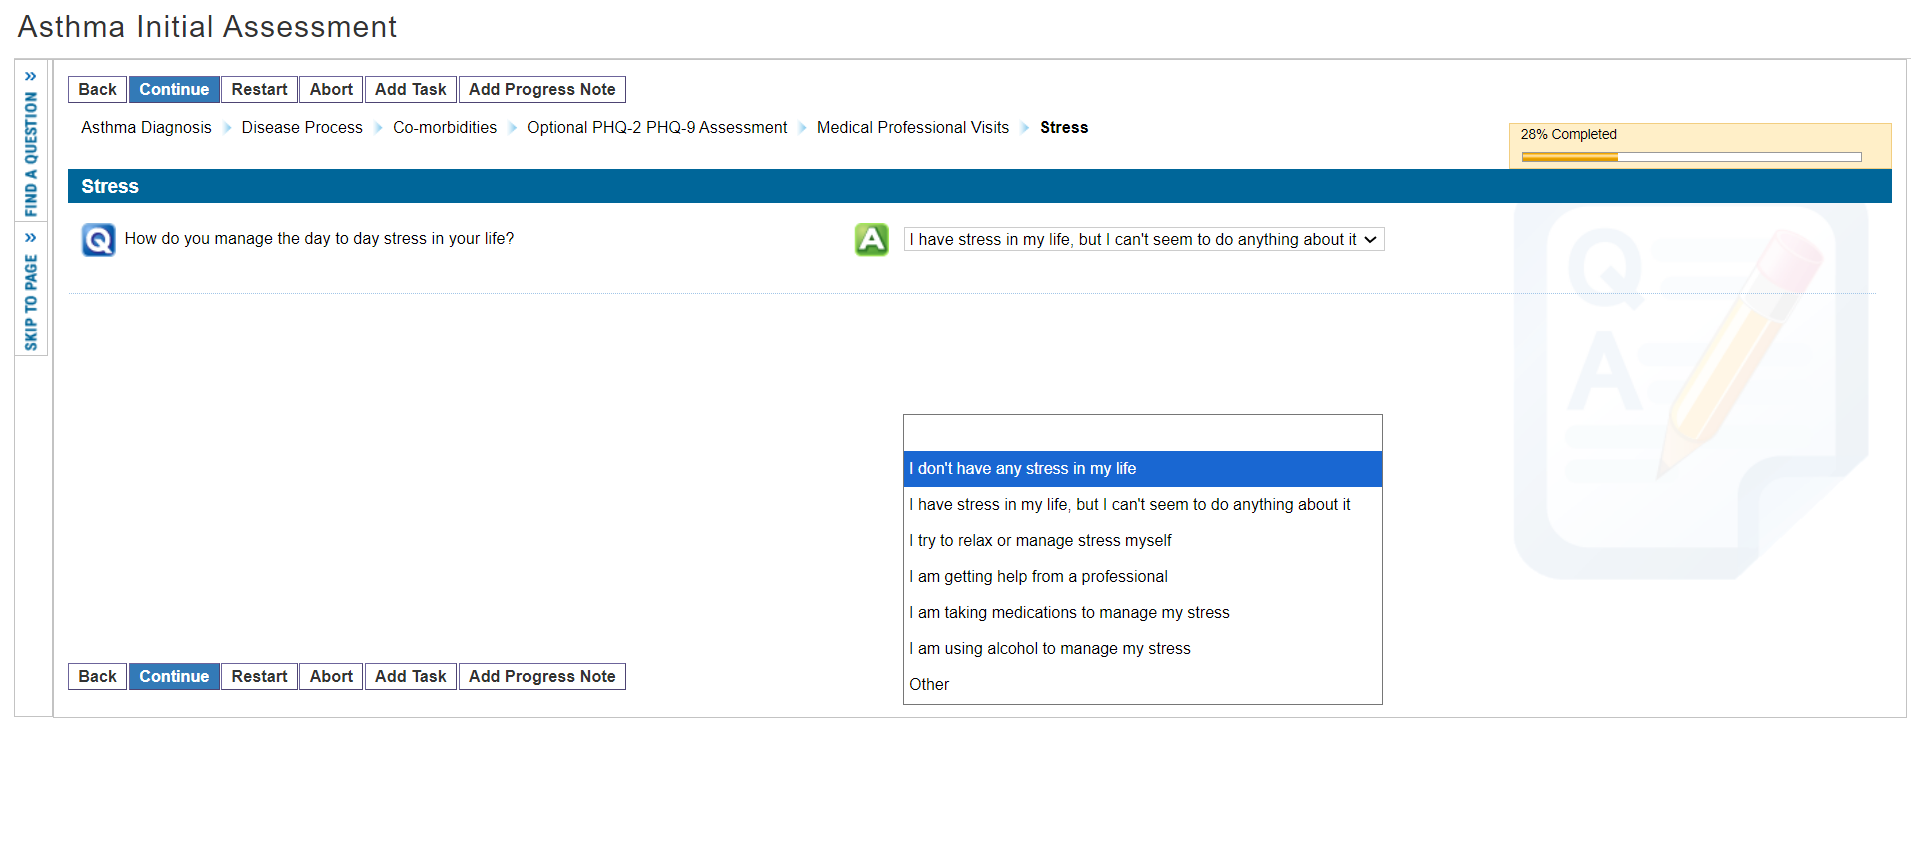 Asthma Initial Assessment
» FIND A QUESTION
» SKIP TO PAGE
Back Continue Restart Abort Add Task Add Progress Note
Asthma Diagnosis Disease Process Co-morbidities Optional PHQ-2 PHQ-9 Assessment Medical Professional Visits Stress
28% Completed
Stress
Q How do you manage the day to day stress in your life?
A I have stress in my life, but I can't seem to do anything about it
Q
A
I don't have any stress in my life
I have stress in my life, but I can't seem to do anything about it
I try to relax or manage stress myself
I am getting help from a professional
I am taking medications to manage my stress
I am using alcohol to manage my stress
Other
Back Continue Restart Abort Add Task Add Progress Note